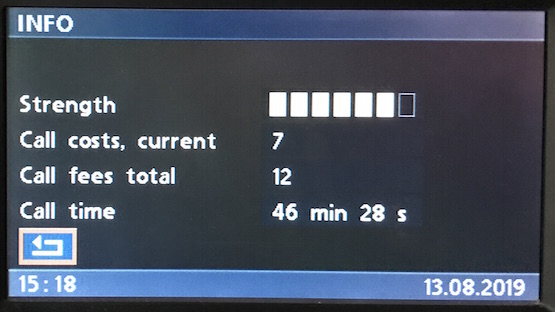 INFO
Strength
Call costs, current 7
Call fees total 12
Call time 46 min 28 s
15:18 13.08.2019